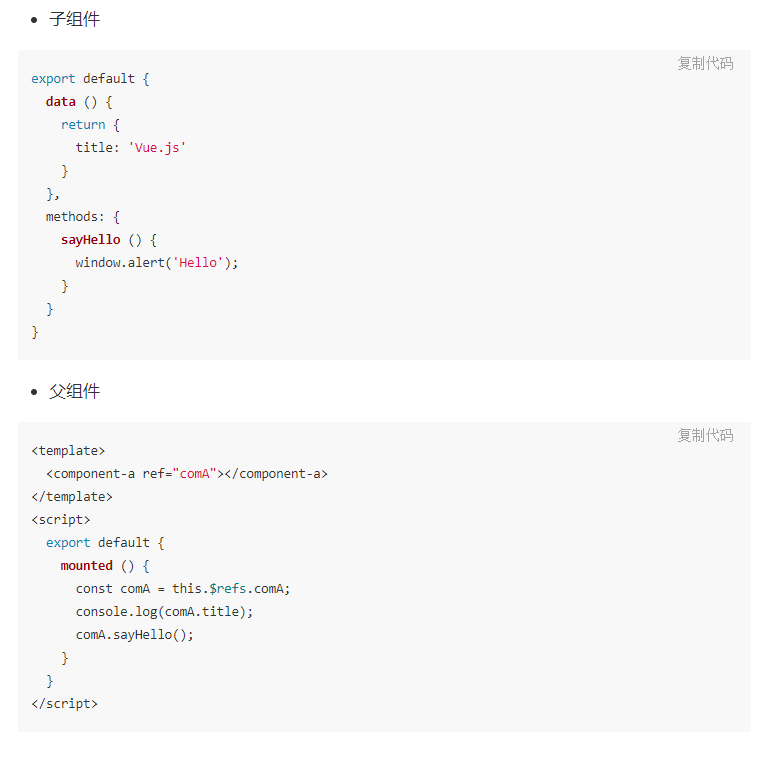 • 子组件
复制代码
export default {
  data () {
    return {
      title: 'Vue.js'
    }
  },
  methods: {
    sayHello () {
      window.alert('Hello');
    }
  }
}
• 父组件
复制代码
<template>
  <component-a ref="comA"></component-a>
</template>
<script>
  export default {
    mounted () {
      const comA = this.$refs.comA;
      console.log(comA.title);
      comA.sayHello();
    }
  }
</script>